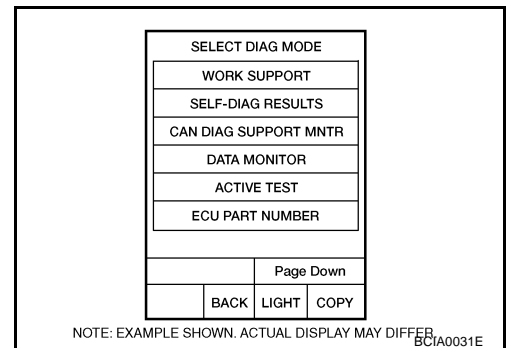 SELECT DIAG MODE
WORK SUPPORT
SELF-DIAG RESULTS
CAN DIAG SUPPORT MNTR
DATA MONITOR
ACTIVE TEST
ECU PART NUMBER
Page Down
BACK LIGHT COPY
NOTE: EXAMPLE SHOWN. ACTUAL DISPLAY MAY DIFFER.
BCIA0031E